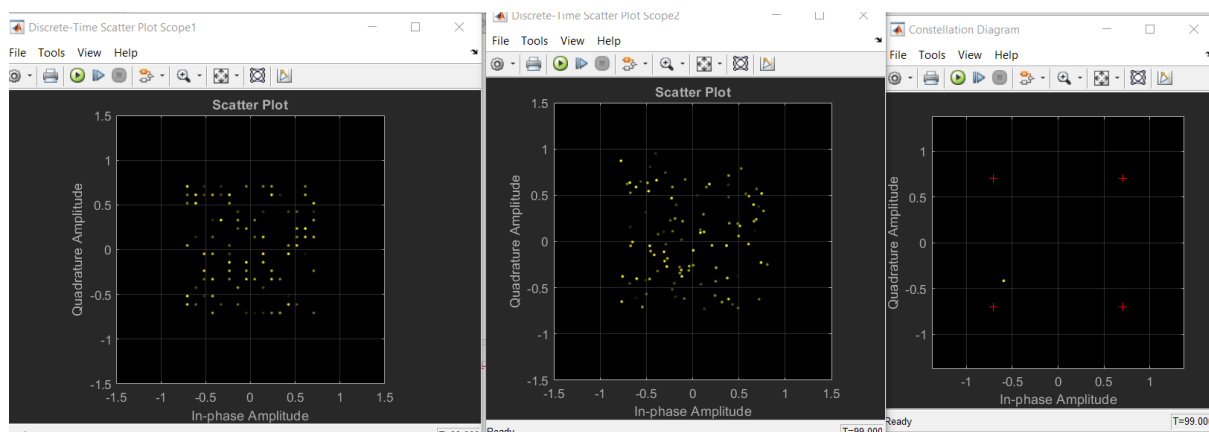 Discrete-Time Scatter Plot Scope1
File Tools View Help
Scatter Plot
1.5
1
0.5
0
-0.5
-1
-1.5
Quadrature Amplitude
-1.5 -1 -0.5 0 0.5 1 1.5
In-phase Amplitude
Discrete-Time Scatter Plot Scope2
File Tools View Help
Scatter Plot
1.5
1
0.5
0
-0.5
-1
-1.5
Quadrature Amplitude
-1.5 -1 -0.5 0 0.5 1 1.5
In-phase Amplitude
Ready T=99.000
Constellation Diagram
File Tools View Help
1
0.5
0
-0.5
-1
Quadrature Amplitude
-1 -0.5 0 0.5 1
In-phase Amplitude
Ready T=99.00